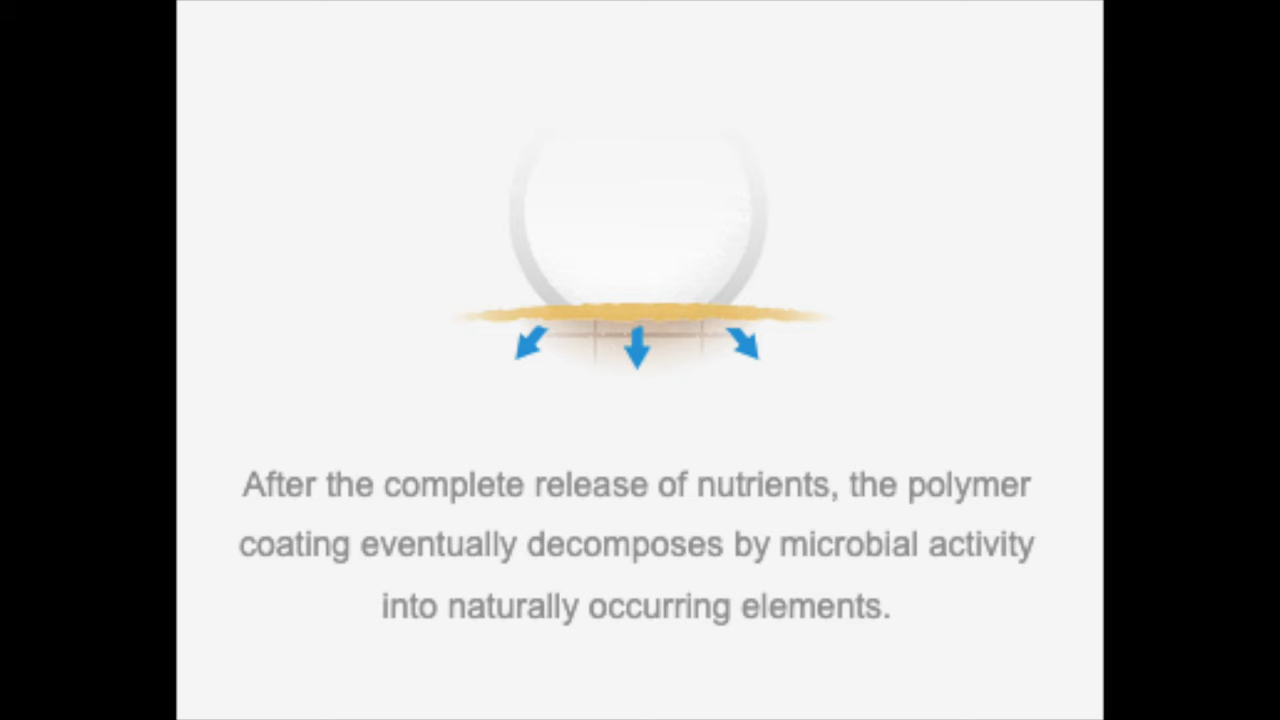 After the complete release of nutrients, the polymer
coating eventually decomposes by microbial activity
into naturally occurring elements.